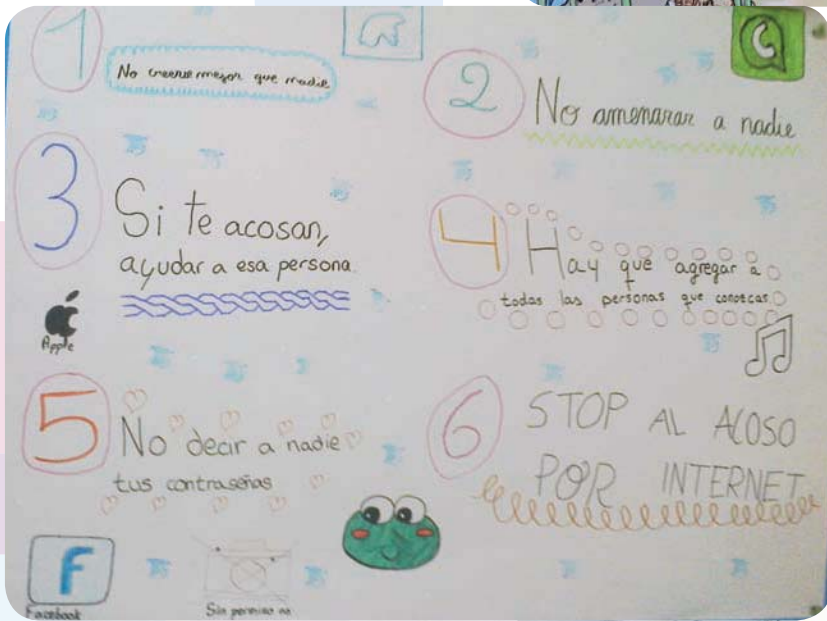 1
No creerse mejor que nadie
2
No amenazar a nadie
3
Si te acosan,
ayudar a esa persona.
Apple
4
Hay que agregar a
todas las personas que conozcas
5
No decir a nadie
tus contraseñas
6
STOP AL ACOSO
POR INTERNET
F
Facebook
Sin permiso no